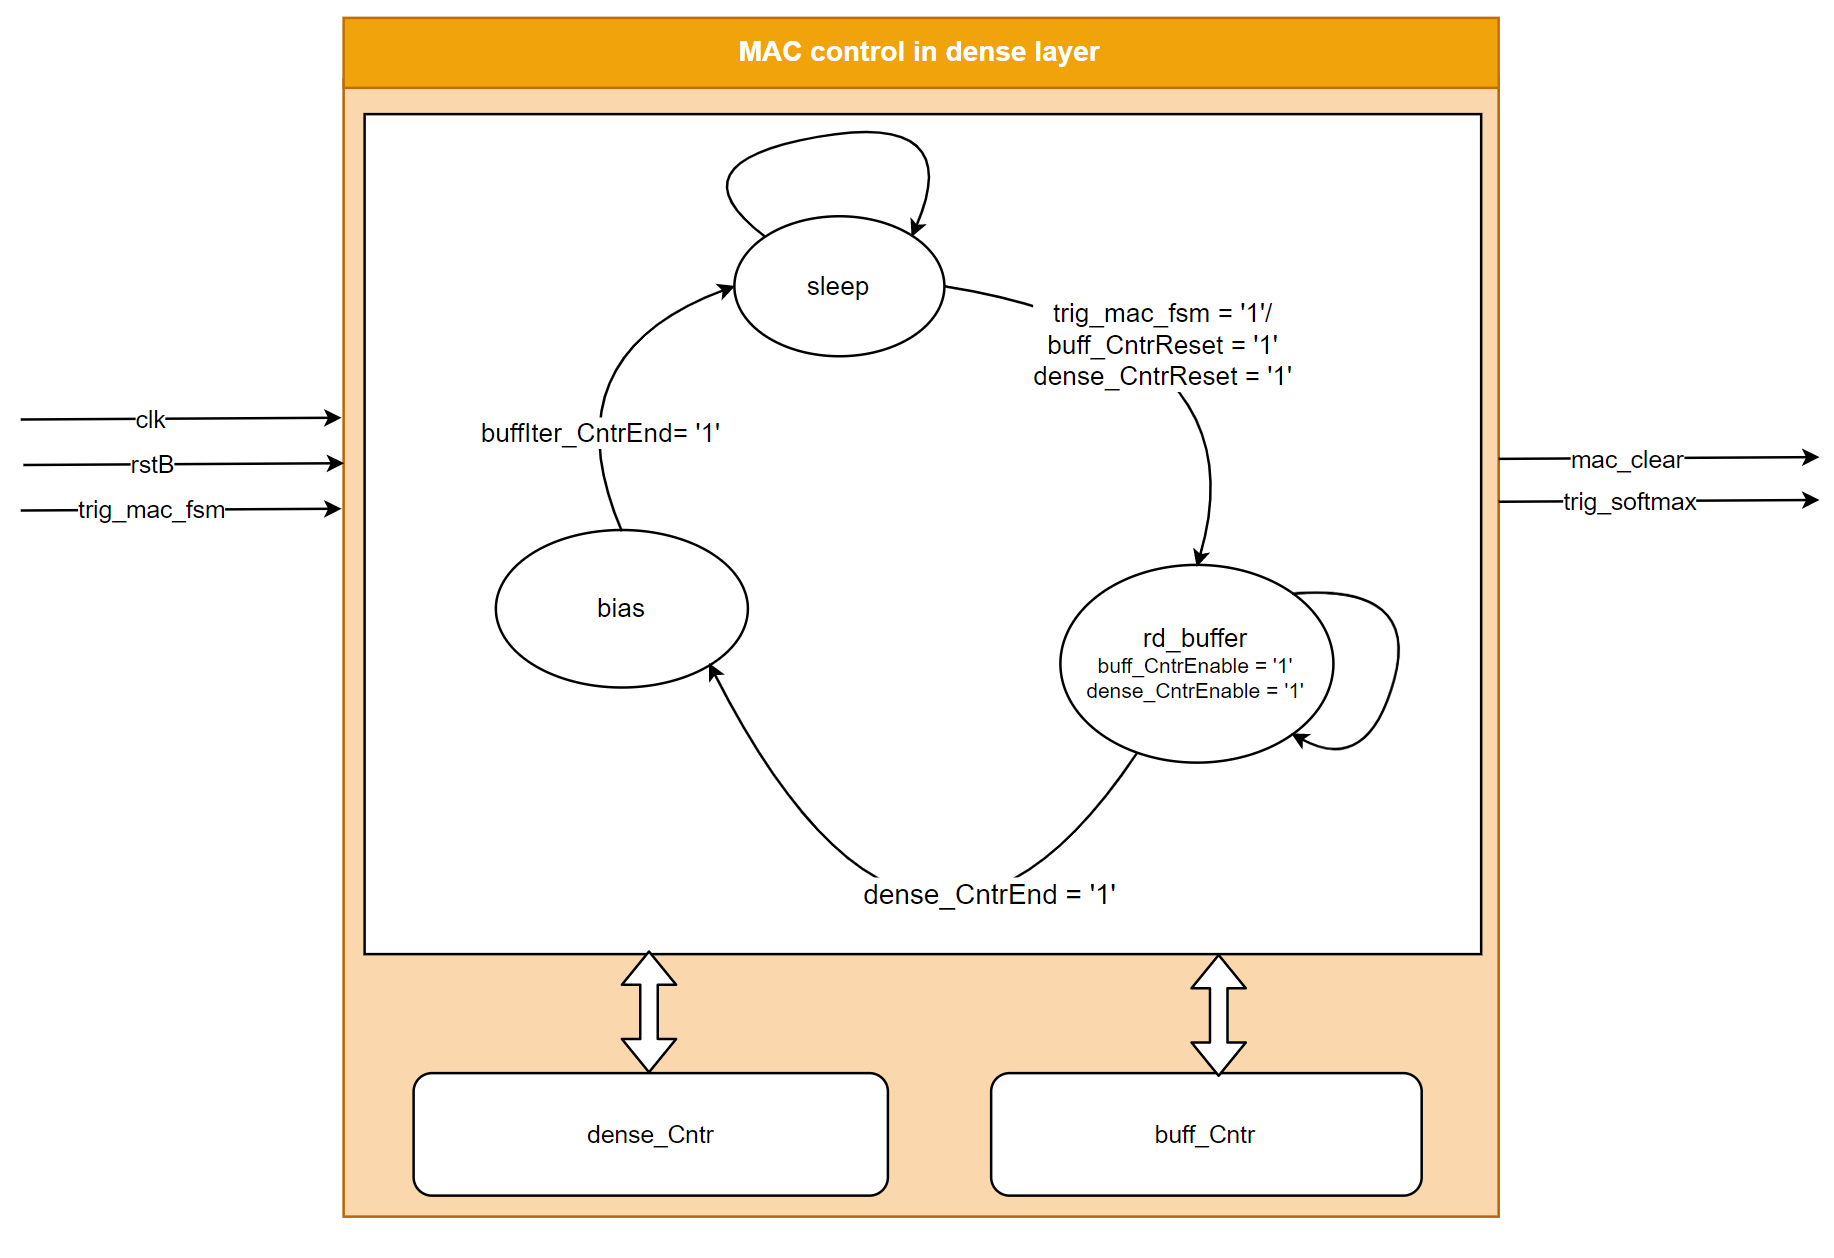 MAC control in dense layer
sleep
trig_mac_fsm = '1'/
buff_CntrReset = '1'
dense_CntrReset = '1'
clk
rstB
trig_mac_fsm
buffIter_CntrEnd= '1'
mac_clear
trig_softmax
bias
rd_buffer
buff_CntrEnable = '1'
dense_CntrEnable = '1'
dense_CntrEnd = '1'
dense_Cntr
buff_Cntr